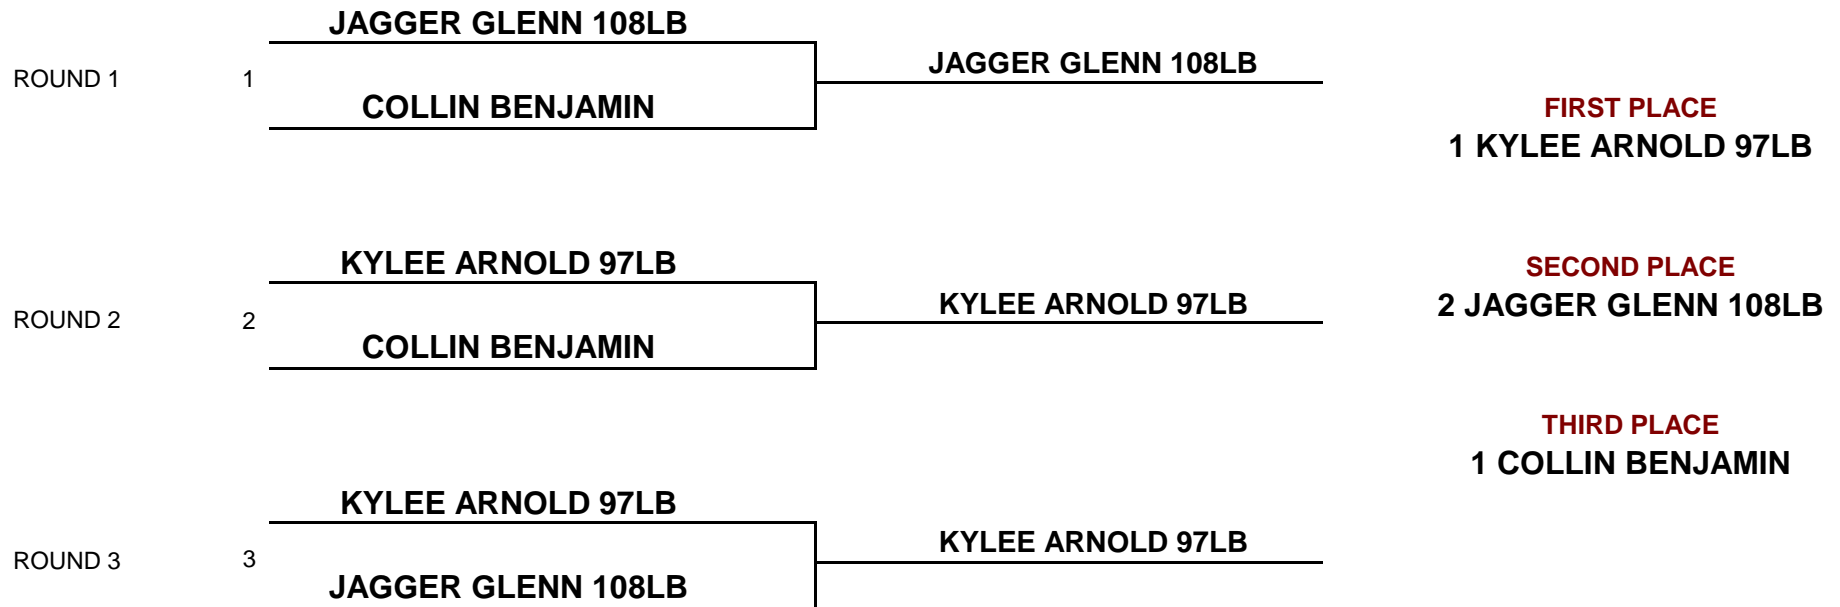 JAGGER GLENN 108LB
ROUND 1
1
JAGGER GLENN 108LB
COLLIN BENJAMIN
FIRST PLACE
1 KYLEE ARNOLD 97LB
KYLEE ARNOLD 97LB
ROUND 2
2
KYLEE ARNOLD 97LB
COLLIN BENJAMIN
SECOND PLACE
2 JAGGER GLENN 108LB
THIRD PLACE
1 COLLIN BENJAMIN
KYLEE ARNOLD 97LB
ROUND 3
3
KYLEE ARNOLD 97LB
JAGGER GLENN 108LB